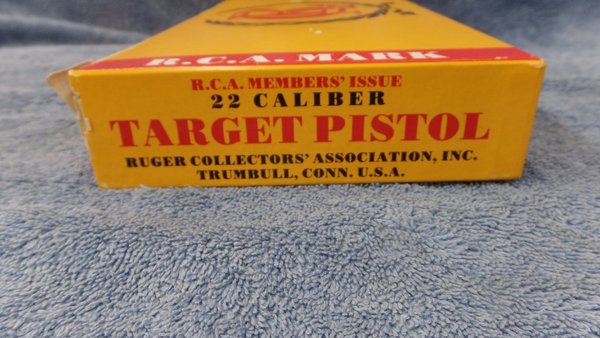 R.C.A. MARK
R.C.A. MEMBERS' ISSUE
22 CALIBER
TARGET PISTOL
RUGER COLLECTORS' ASSOCIATION, INC.
TRUMBULL, CONN. U.S.A.